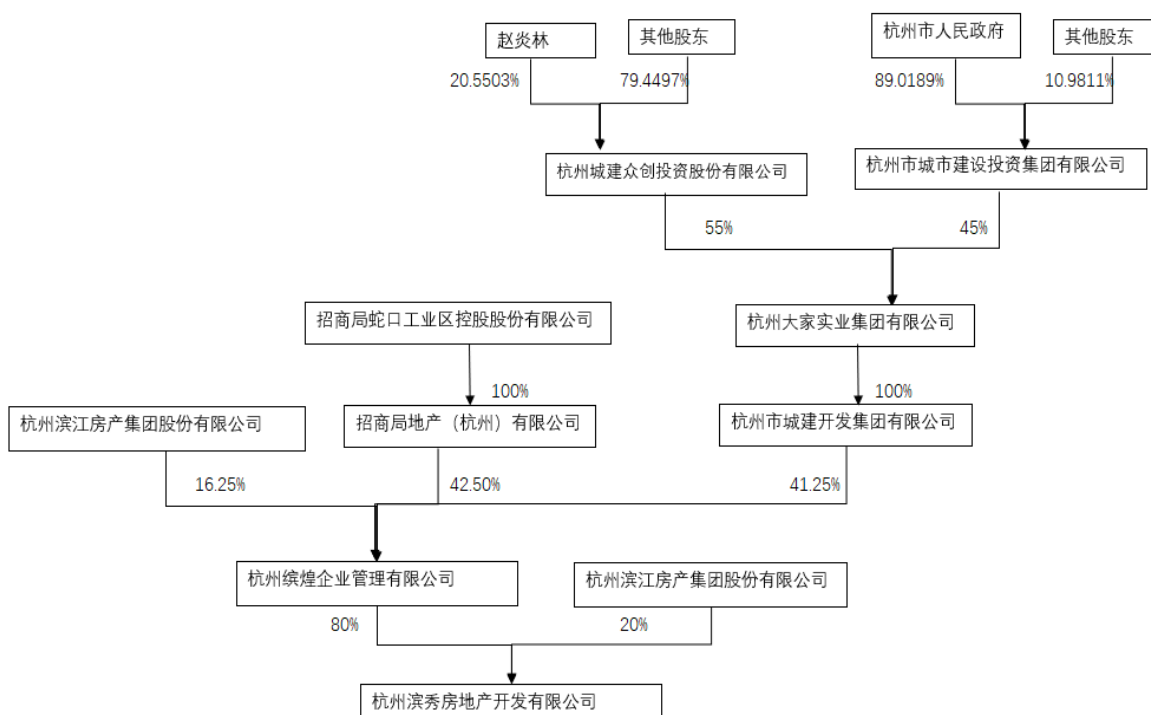 赵炎林
其他股东
杭州市人民政府
其他股东
20.5503%
79.4497%
89.0189%
10.9811%
杭州城建众创投资股份有限公司
杭州市城市建设投资集团有限公司
55%
45%
招商局蛇口工业区控股股份有限公司
杭州大家实业集团有限公司
100%
100%
杭州滨江房产集团股份有限公司
招商局地产（杭州）有限公司
杭州市城建开发集团有限公司
16.25%
42.50%
41.25%
杭州缤煌企业管理有限公司
杭州滨江房产集团股份有限公司
80%
20%
杭州滨秀房地产开发有限公司